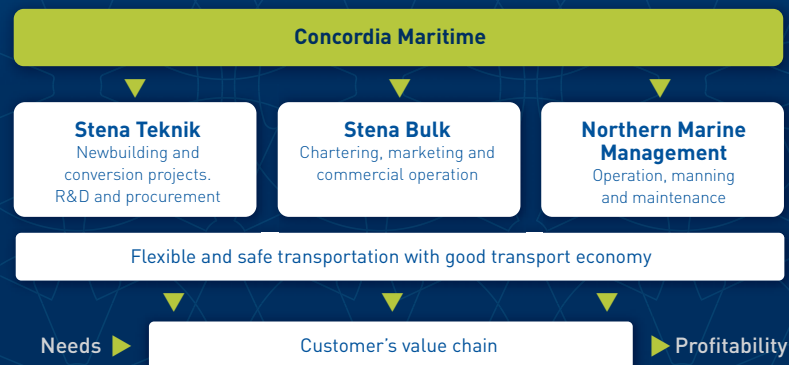 Concordia Maritime
Stena Teknik
Newbuilding and
conversion projects.
R&D and procurement
Stena Bulk
Chartering, marketing and
commercial operation
Northern Marine
Management
Operation, manning
and maintenance
Flexible and safe transportation with good transport economy
Needs
Customer’s value chain
Profitability